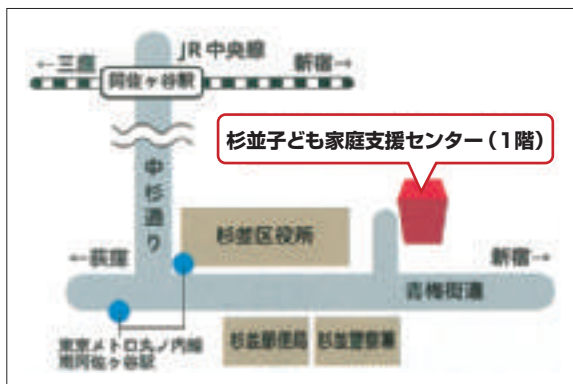 JR中央線
←三鷹
新宿→
阿佐ヶ谷駅
杉並子ども家庭支援センター（1階）
中杉通り
杉並区役所
←荻窪
新宿→
青梅街道
東京メトロ丸ノ内線
南阿佐ヶ谷駅
杉並郵便局
杉並警察署